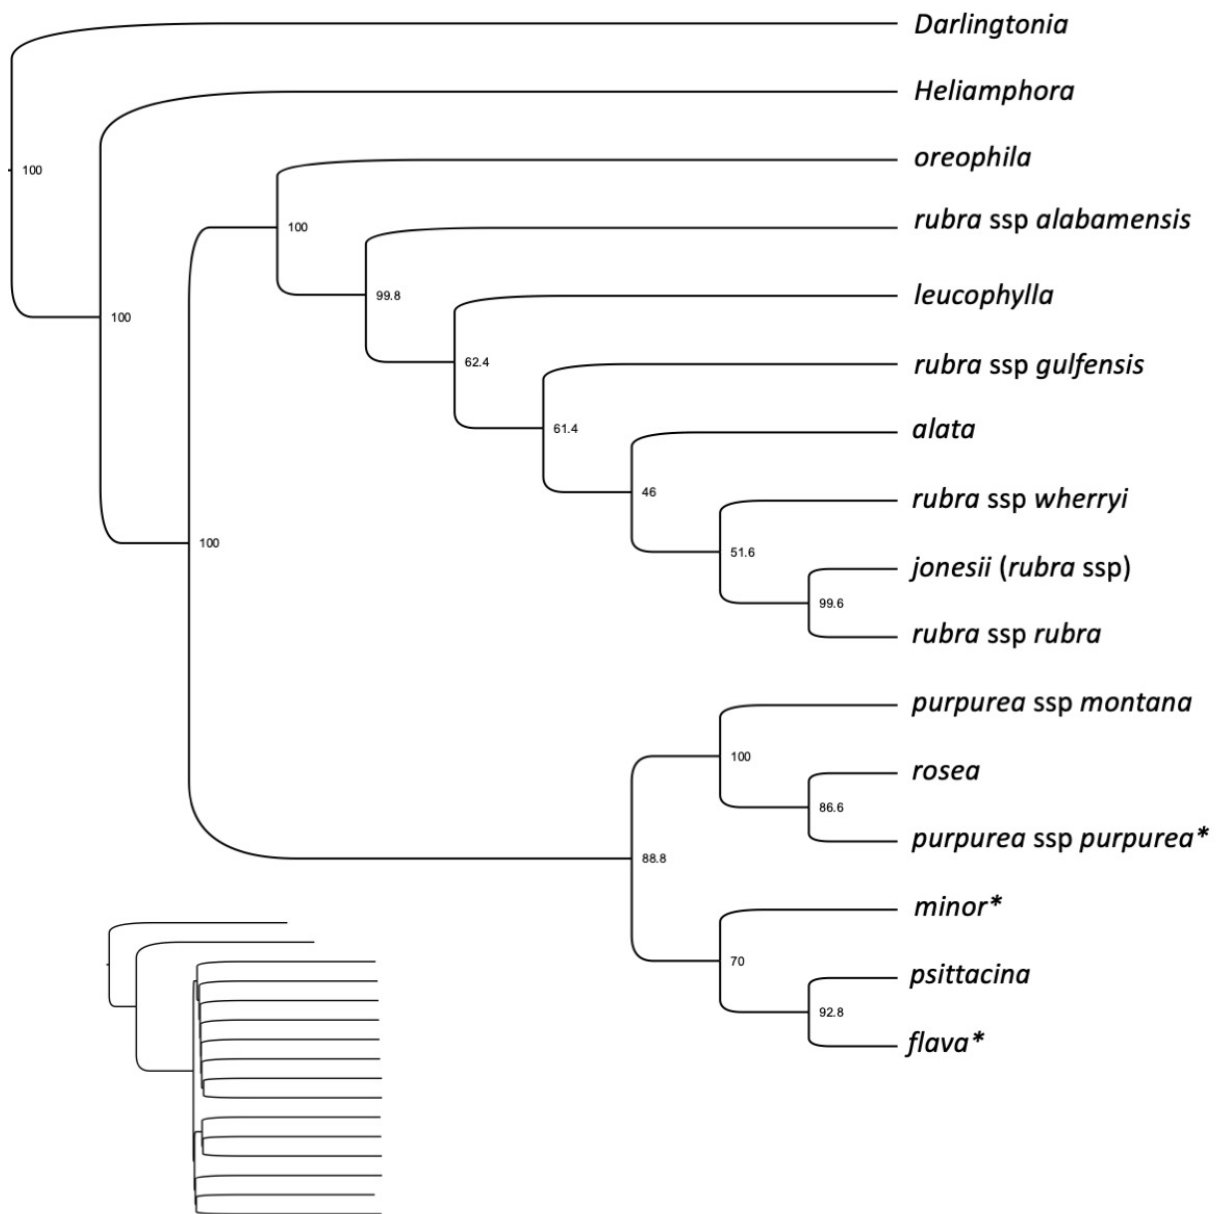 Darlingtonia
Heliamphora
100
oreophila
rubra ssp alabamensis
100
leucophylla
99.8
100
rubra ssp gulfensis
62.4
alata
61.4
46
rubra ssp wherryi
100
51.6
jonesii (rubra ssp)
99.6
rubra ssp rubra
purpurea ssp montana
100
rosea
86.6
purpurea ssp purpurea*
88.8
minor*
70
psittacina
92.8
flava*